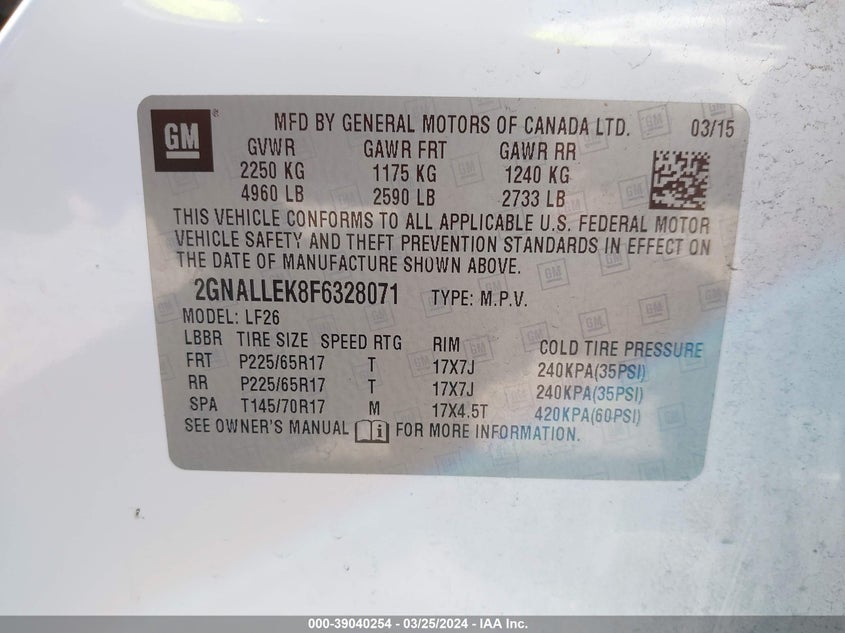 GM
MFD BY GENERAL MOTORS OF CANADA LTD. 03/15
GVWR GAWR FRT GAWR RR
2250 KG 1175 KG 1240 KG
4960 LB 2590 LB 2733 LB
THIS VEHICLE CONFORMS TO ALL APPLICABLE U.S. FEDERAL MOTOR
VEHICLE SAFETY AND THEFT PREVENTION STANDARDS IN EFFECT ON
THE DATE OF MANUFACTURE SHOWN ABOVE.
2GNALLEK8F6328071 TYPE: M.P.V.
MODEL: LF26
LBBR TIRE SIZE SPEED RTG RIM COLD TIRE PRESSURE
FRT P225/65R17 T 17X7J 240KPA(35PSI)
RR P225/65R17 T 17X7J 240KPA(35PSI)
SPA T145/70R17 M 17X4.5T 420KPA(60PSI)
SEE OWNER'S MANUAL FOR MORE INFORMATION.
000-39040254 - 03/25/2024 - IAA Inc.